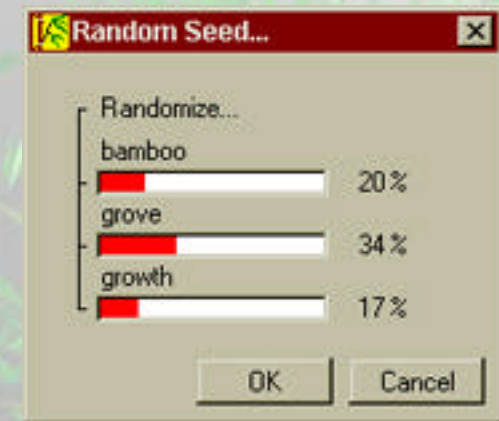 Random Seed...
Randomize...
bamboo
20%
grove
34%
growth
17%
OK Cancel